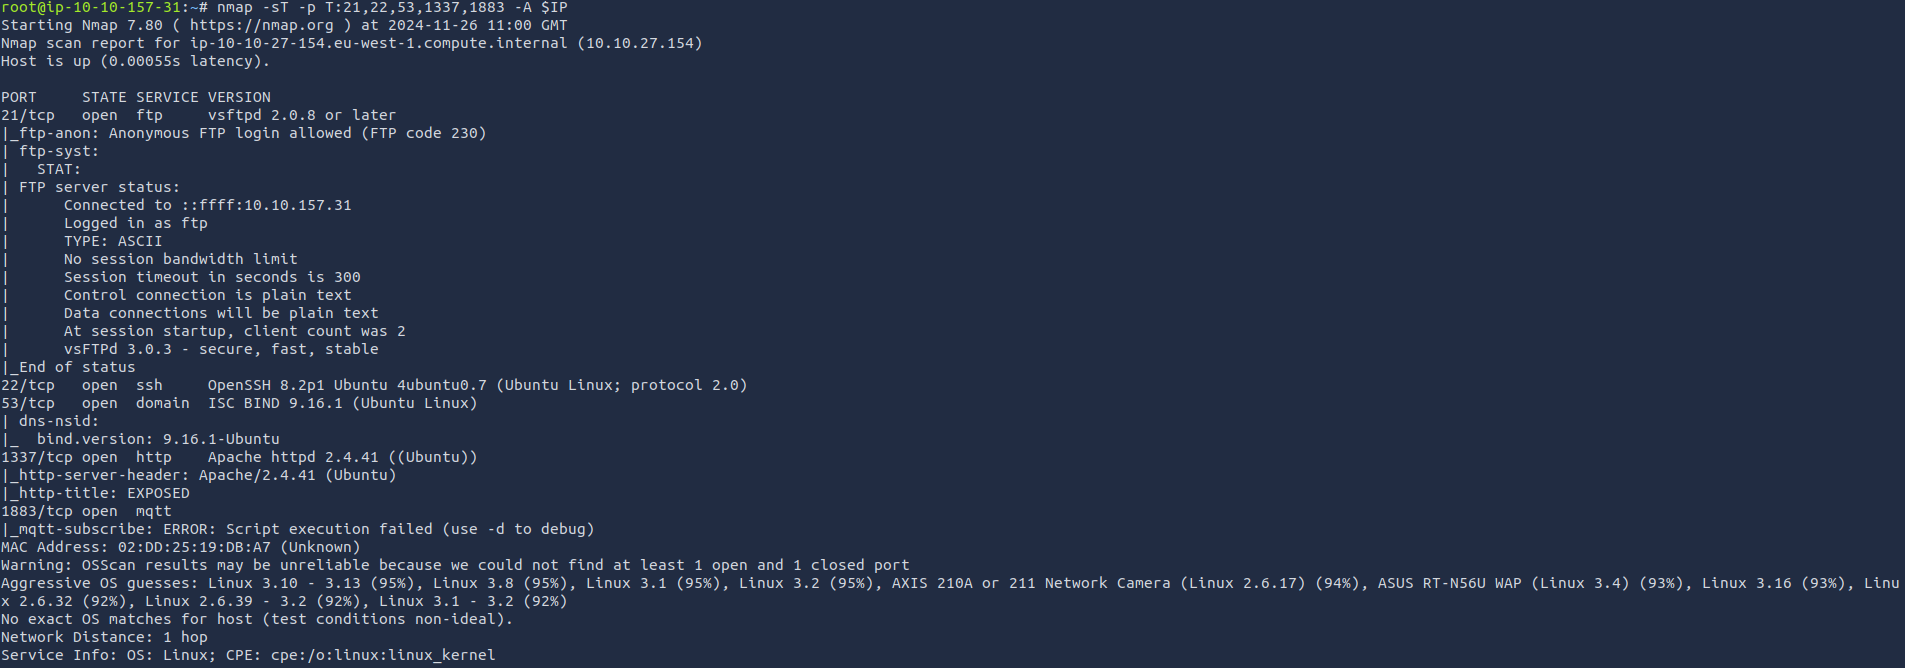 root@ip-10-10-157-31:~# nmap -sT -p T:21,22,53,1337,1883 -A $IP
Starting Nmap 7.80 ( https://nmap.org ) at 2024-11-26 11:00 GMT
Nmap scan report for ip-10-10-27-154.eu-west-1.compute.internal (10.10.27.154)
Host is up (0.00055s latency).

PORT     STATE SERVICE VERSION
21/tcp   open  ftp     vsftpd 2.0.8 or later
|_ftp-anon: Anonymous FTP login allowed (FTP code 230)
| ftp-syst:
|   STAT:
| FTP server status:
|      Connected to ::ffff:10.10.157.31
|      Logged in as ftp
|      TYPE: ASCII
|      No session bandwidth limit
|      Session timeout in seconds is 300
|      Control connection is plain text
|      Data connections will be plain text
|      At session startup, client count was 2
|      vsFTPd 3.0.3 - secure, fast, stable
|_End of status
22/tcp   open  ssh     OpenSSH 8.2p1 Ubuntu 4ubuntu0.7 (Ubuntu Linux; protocol 2.0)
53/tcp   open  domain  ISC BIND 9.16.1 (Ubuntu Linux)
| dns-nsid:
|_  bind.version: 9.16.1-Ubuntu
1337/tcp open  http    Apache httpd 2.4.41 ((Ubuntu))
|_http-server-header: Apache/2.4.41 (Ubuntu)
|_http-title: EXPOSED
1883/tcp open  mqtt
|_mqtt-subscribe: ERROR: Script execution failed (use -d to debug)
MAC Address: 02:DD:25:19:DB:A7 (Unknown)
Warning: OSScan results may be unreliable because we could not find at least 1 open and 1 closed port
Aggressive OS guesses: Linux 3.10 - 3.13 (95%), Linux 3.8 (95%), Linux 3.1 (95%), Linux 3.2 (95%), AXIS 210A or 211 Network Camera (Linux 2.6.17) (94%), ASUS RT-N56U WAP (Linux 3.4) (93%), Linux 3.16 (93%), Linu
x 2.6.32 (92%), Linux 2.6.39 - 3.2 (92%), Linux 3.1 - 3.2 (92%)
No exact OS matches for host (test conditions non-ideal).
Network Distance: 1 hop
Service Info: OS: Linux; CPE: cpe:/o:linux:linux_kernel